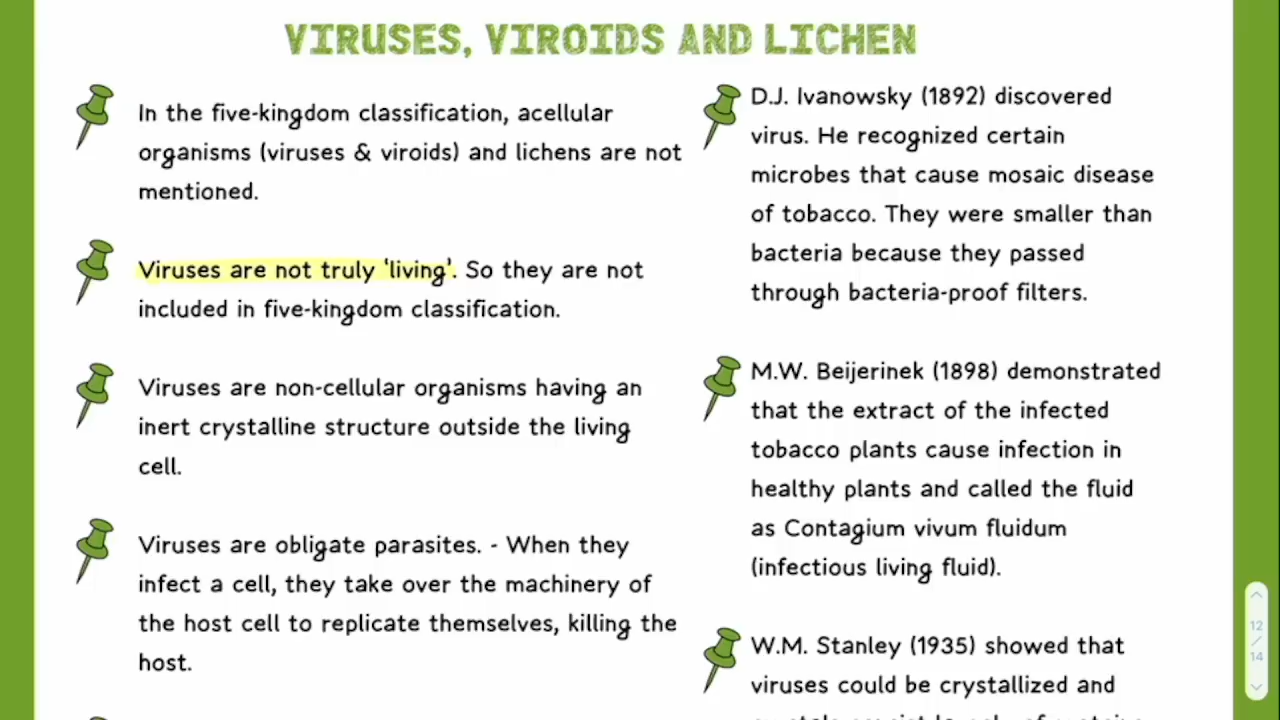 VIRUSES, VIROIDS AND LICHEN
In the five-kingdom classification, acellular
organisms (viruses & viroids) and lichens are not
mentioned.
Viruses are not truly 'living'. So they are not
included in five-kingdom classification.
Viruses are non-cellular organisms having an
inert crystalline structure outside the living
cell.
Viruses are obligate parasites. - When they
infect a cell, they take over the machinery of
the host cell to replicate themselves, killing the
host.
D.J. Ivanowsky (1892) discovered
virus. He recognized certain
microbes that cause mosaic disease
of tobacco. They were smaller than
bacteria because they passed
through bacteria-proof filters.
M.W. Beijerinek (1898) demonstrated
that the extract of the infected
tobacco plants cause infection in
healthy plants and called the fluid
as Contagium vivum fluidum
(infectious living fluid).
W.M. Stanley (1935) showed that
viruses could be crystallized and
12
/
14